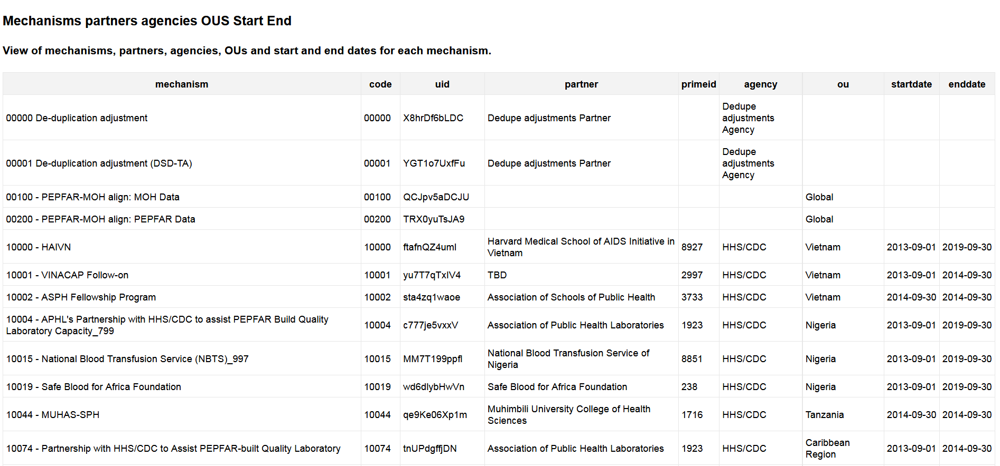 Mechanisms partners agencies OUS Start End
View of mechanisms, partners, agencies, OUs and start and end dates for each mechanism.
mechanism code uid partner primeid agency ou startdate enddate
00000 De-duplication adjustment 00000 X8hrDf6bLDC Dedupe adjustments Partner Dedupe
adjustments
Agency
00001 De-duplication adjustment (DSD-TA) 00001 YGT1o7UxfFu Dedupe adjustments Partner Dedupe
adjustments
Agency
00100 - PEPFAR-MOH align: MOH Data 00100 QCJpv5aDCJU Global
00200 - PEPFAR-MOH align: PEPFAR Data 00200 TRX0yuTsJA9 Global
10000 - HAIVN 10000 ftafnQZ4uml Harvard Medical School of AIDS Initiative in
Vietnam 8927 HHS/CDC Vietnam 2013-09-01 2019-09-30
10001 - VINACAP Follow-on 10001 yu7T7qTxIV4 TBD 2997 HHS/CDC Vietnam 2013-09-01 2014-09-30
10002 - ASPH Fellowship Program 10002 sta4zq1waoe Association of Schools of Public Health 3733 HHS/CDC Vietnam 2014-09-30 2014-09-30
10004 - APHL's Partnership with HHS/CDC to assist PEPFAR Build Quality
Laboratory Capacity_799 10004 c777je5vxxV Association of Public Health Laboratories 1923 HHS/CDC Nigeria 2013-09-01 2019-09-30
10015 - National Blood Transfusion Service (NBTS)_997 10015 MM7T199ppfl National Blood Transfusion Service of
Nigeria 8851 HHS/CDC Nigeria 2013-09-01 2019-09-30
10019 - Safe Blood for Africa Foundation 10019 wd6dIybHwVn Safe Blood for Africa Foundation 238 HHS/CDC Nigeria 2013-09-01 2019-09-30
10044 - MUHAS-SPH 10044 qe9Ke06Xp1m Muhimbili University College of Health
Sciences 1716 HHS/CDC Tanzania 2014-09-30 2014-09-30
10074 - Partnership with HHS/CDC to Assist PEPFAR-built Quality Laboratory 10074 tnUPdgffjDN Association of Public Health Laboratories 1923 HHS/CDC Caribbean
Region 2013-09-01 2014-09-30